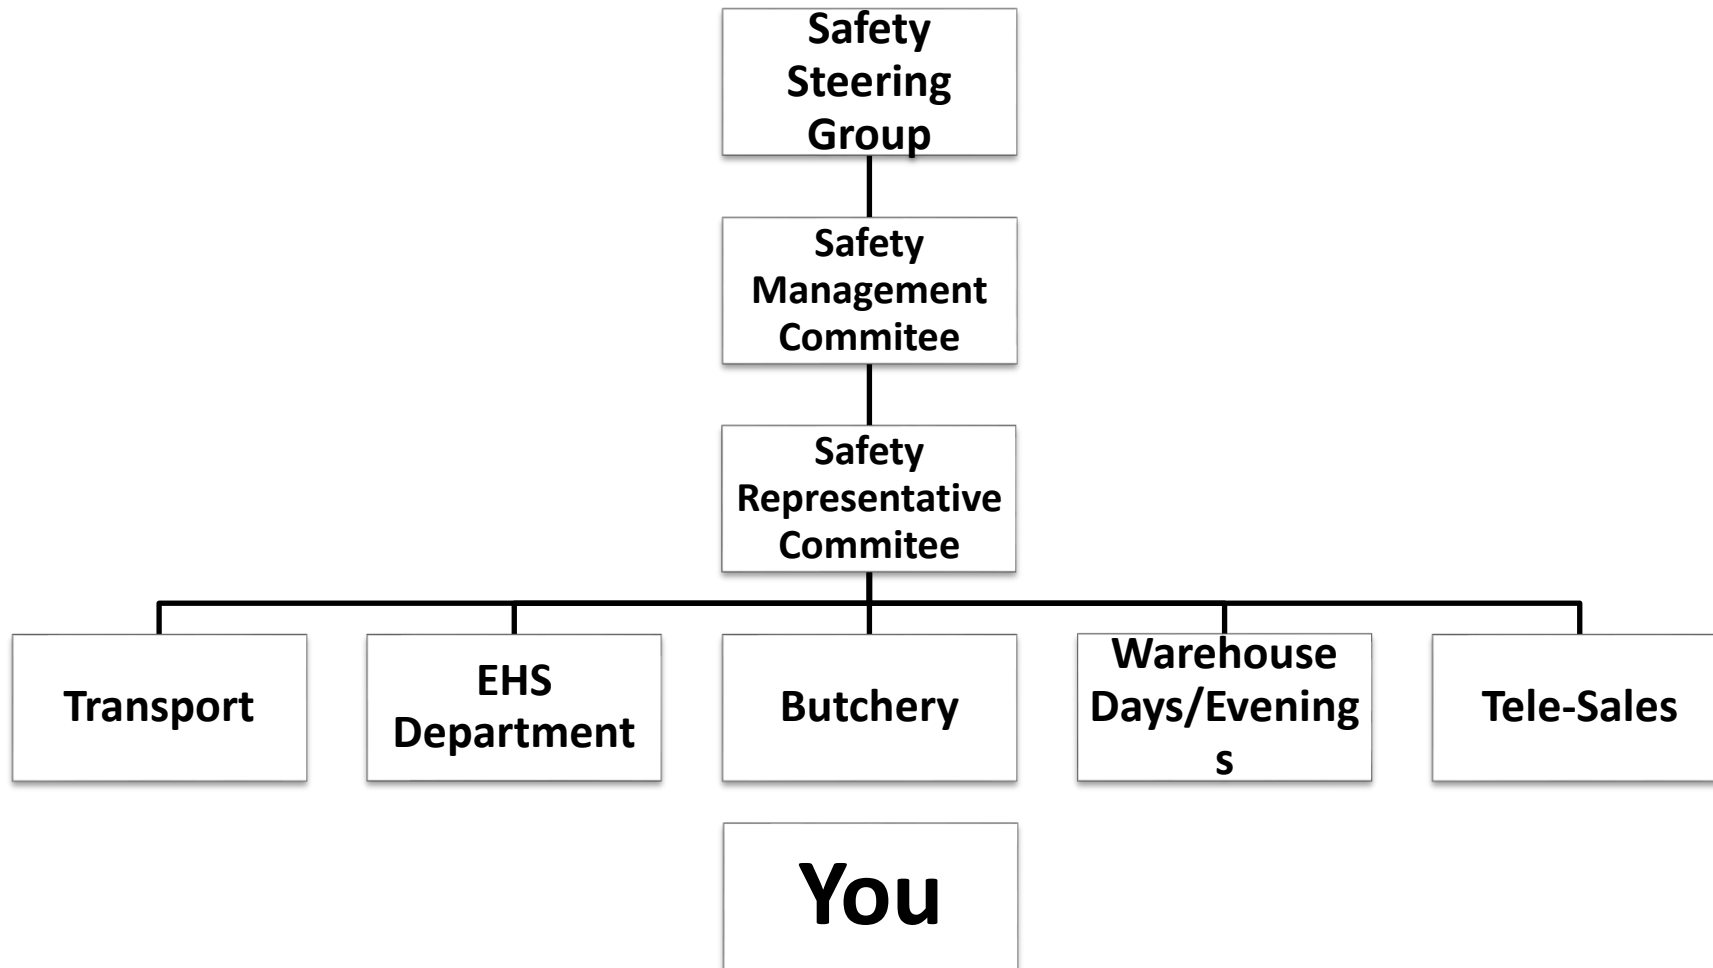 Safety
Steering
Group
Safety
Management
Commitee
Safety
Representative
Commitee
Transport
EHS
Department
Butchery
Warehouse
Days/Evening
s
Tele-Sales
You